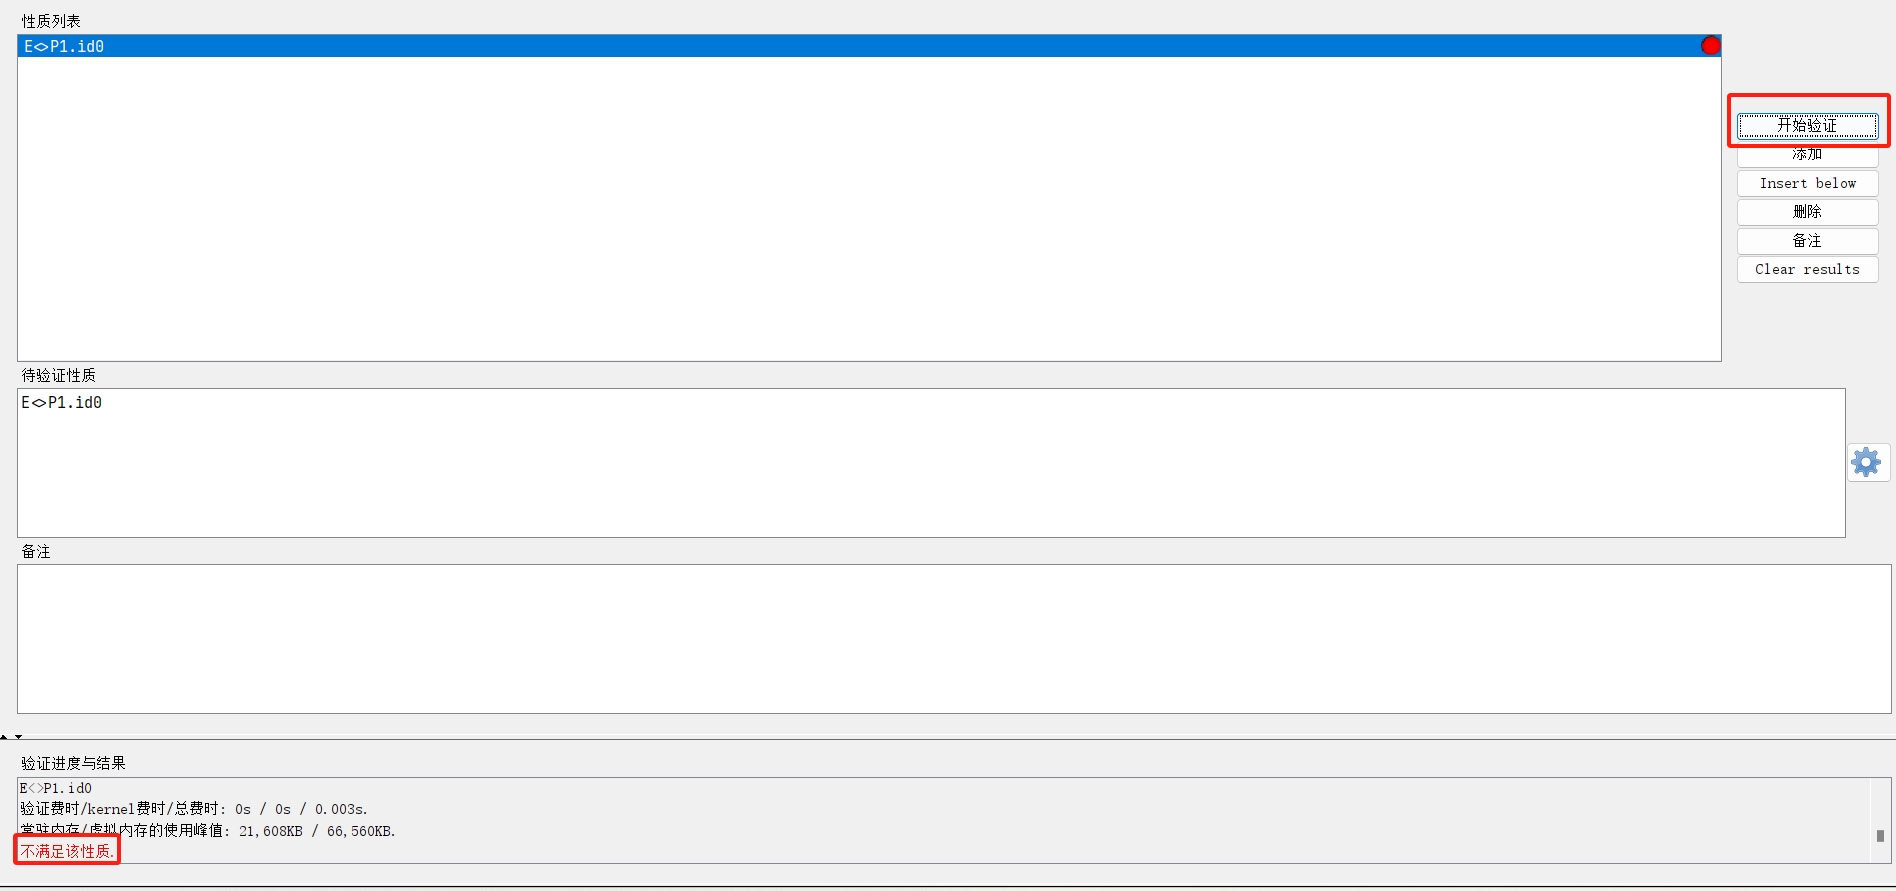 性质列表
E<>P1.id0
开始验证
添加
Insert below
删除
备注
Clear results
待验证性质
E<>P1.id0
备注
验证进度与结果
E<>P1.id0
验证费时/kernel费时/总费时: 0s / 0s / 0.003s.
常驻内存/虚拟内存的使用峰值: 21,608KB / 66,560KB.
不满足该性质.